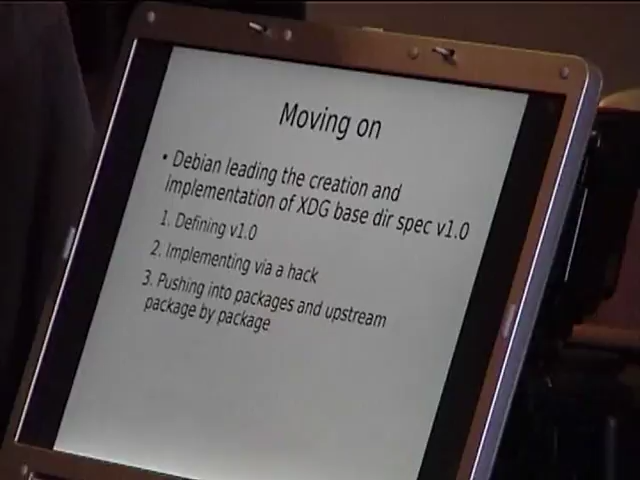 Moving on
• Debian leading the creation and
implementation of XDG base dir spec v1.0
1. Defining v1.0
2. Implementing via a hack
3. Pushing into packages and upstream
package by package